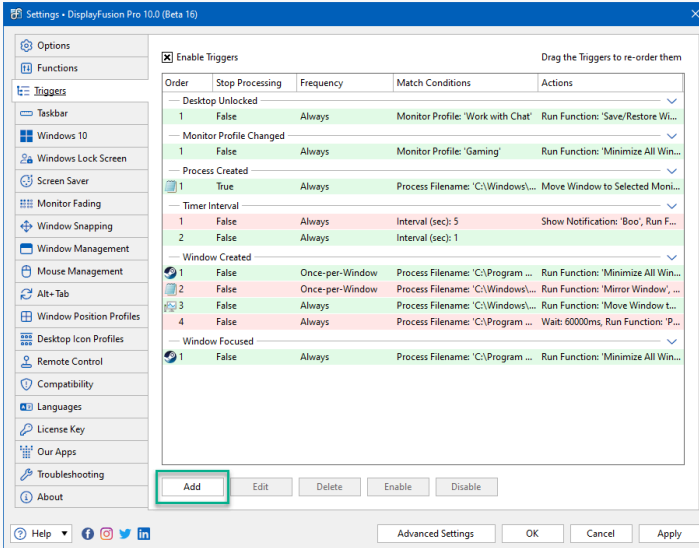 Settings • DisplayFusion Pro 10.0 (Beta 16)
Options
Functions
Triggers
Taskbar
Windows 10
Windows Lock Screen
Screen Saver
Monitor Fading
Window Snapping
Window Management
Mouse Management
Alt+Tab
Window Position Profiles
Desktop Icon Profiles
Remote Control
Compatibility
Languages
License Key
Our Apps
Troubleshooting
About
Enable Triggers Drag the Triggers to re-order them
Order Stop Processing Frequency Match Conditions Actions
Desktop Unlocked
1 False Always Monitor Profile: 'Work with Chat' Run Function: 'Save/Restore Wi...
Monitor Profile Changed
1 False Always Monitor Profile: 'Gaming' Run Function: 'Minimize All Win...
Process Created
1 True Always Process Filename: 'C:\Windows\... Move Window to Selected Moni...
Timer Interval
1 False Always Interval (sec): 5 Show Notification: 'Boo', Run F...
2 False Always Interval (sec): 1
Window Created
1 False Once-per-Window Process Filename: 'C:\Program ... Run Function: 'Minimize All Win...
2 False Once-per-Window Process Filename: 'C:\Windows\... Run Function: 'Mirror Window', ...
3 False Always Process Filename: 'C:\Windows\... Run Function: 'Move Window t...
4 False Always Process Filename: 'C:\Program ... Wait: 60000ms, Run Function: 'P...
Window Focused
1 False Always Process Filename: 'C:\Program ... Run Function: 'Minimize All Win...
Add Edit Delete Enable Disable
Help Advanced Settings OK Cancel Apply